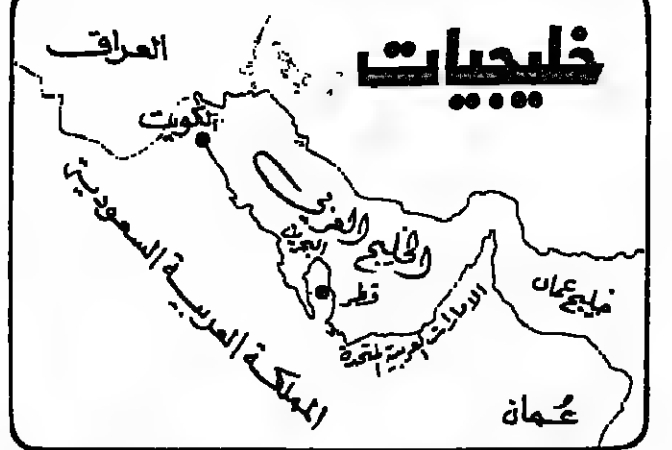 خليجيات
العراق
الكويت
المملكة العربية السعودية
الخليج العربي
البحرين
قطر
الامارات العربية المتحدة
خليج عمان
عُمان